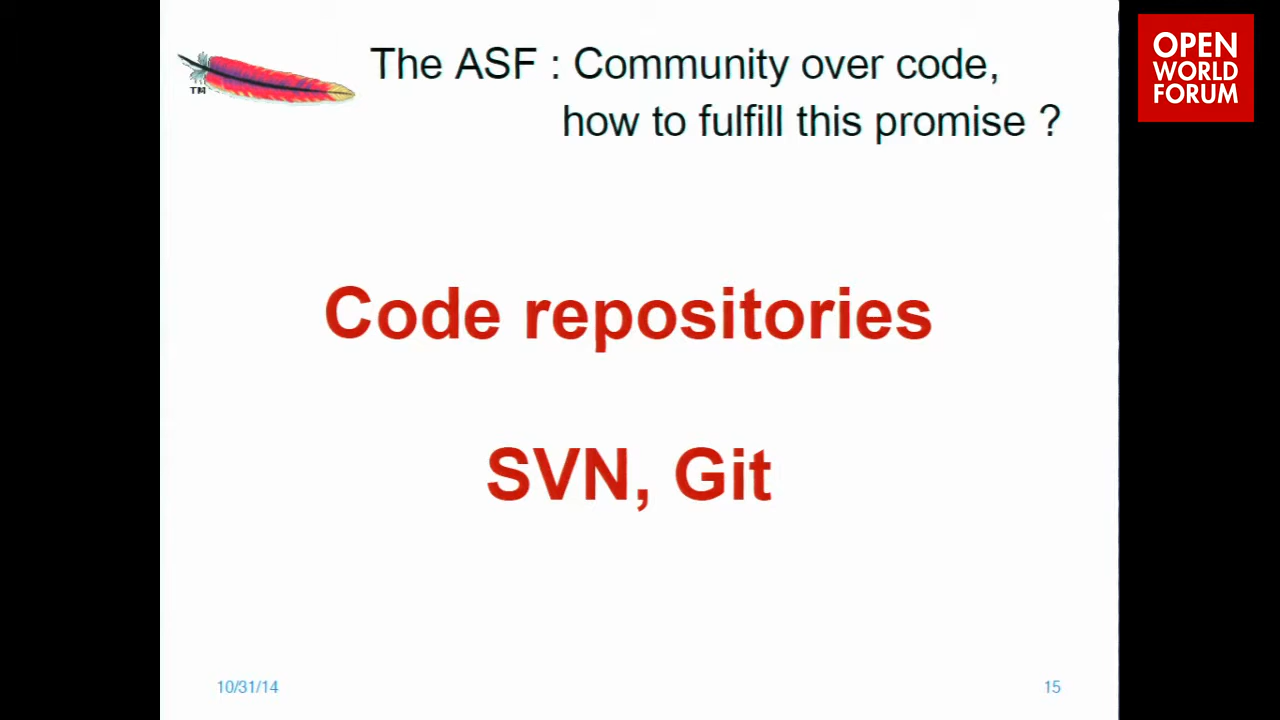 The ASF : Community over code,
how to fulfill this promise ?
TM
OPEN
WORLD
FORUM
Code repositories
SVN, Git
10/31/14
15